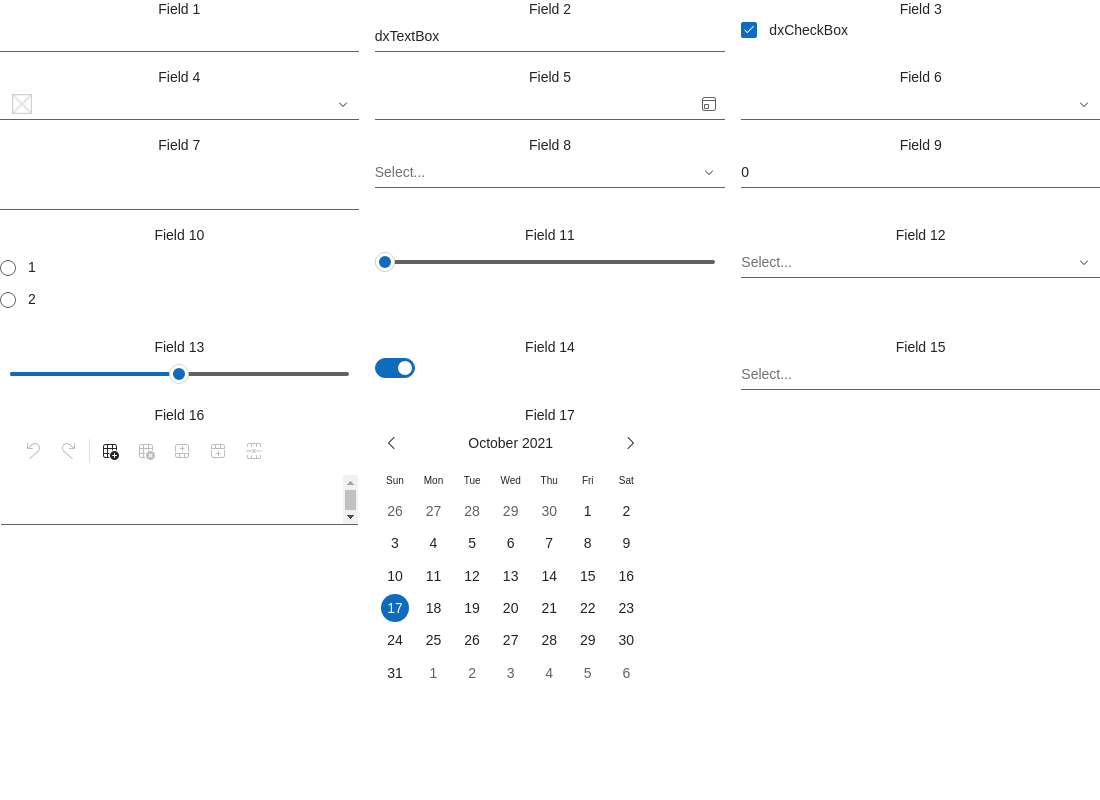 Field 1 Field 2 Field 3
dxTextBox dxCheckBox
Field 4 Field 5 Field 6
Field 7 Field 8 Field 9
Select... 0
Field 10 Field 11 Field 12
1 Select...
2
Field 13 Field 14 Field 15
Select...
Field 16 Field 17
October 2021
Sun Mon Tue Wed Thu Fri Sat
26 27 28 29 30 1 2
3 4 5 6 7 8 9
10 11 12 13 14 15 16
17 18 19 20 21 22 23
24 25 26 27 28 29 30
31 1 2 3 4 5 6